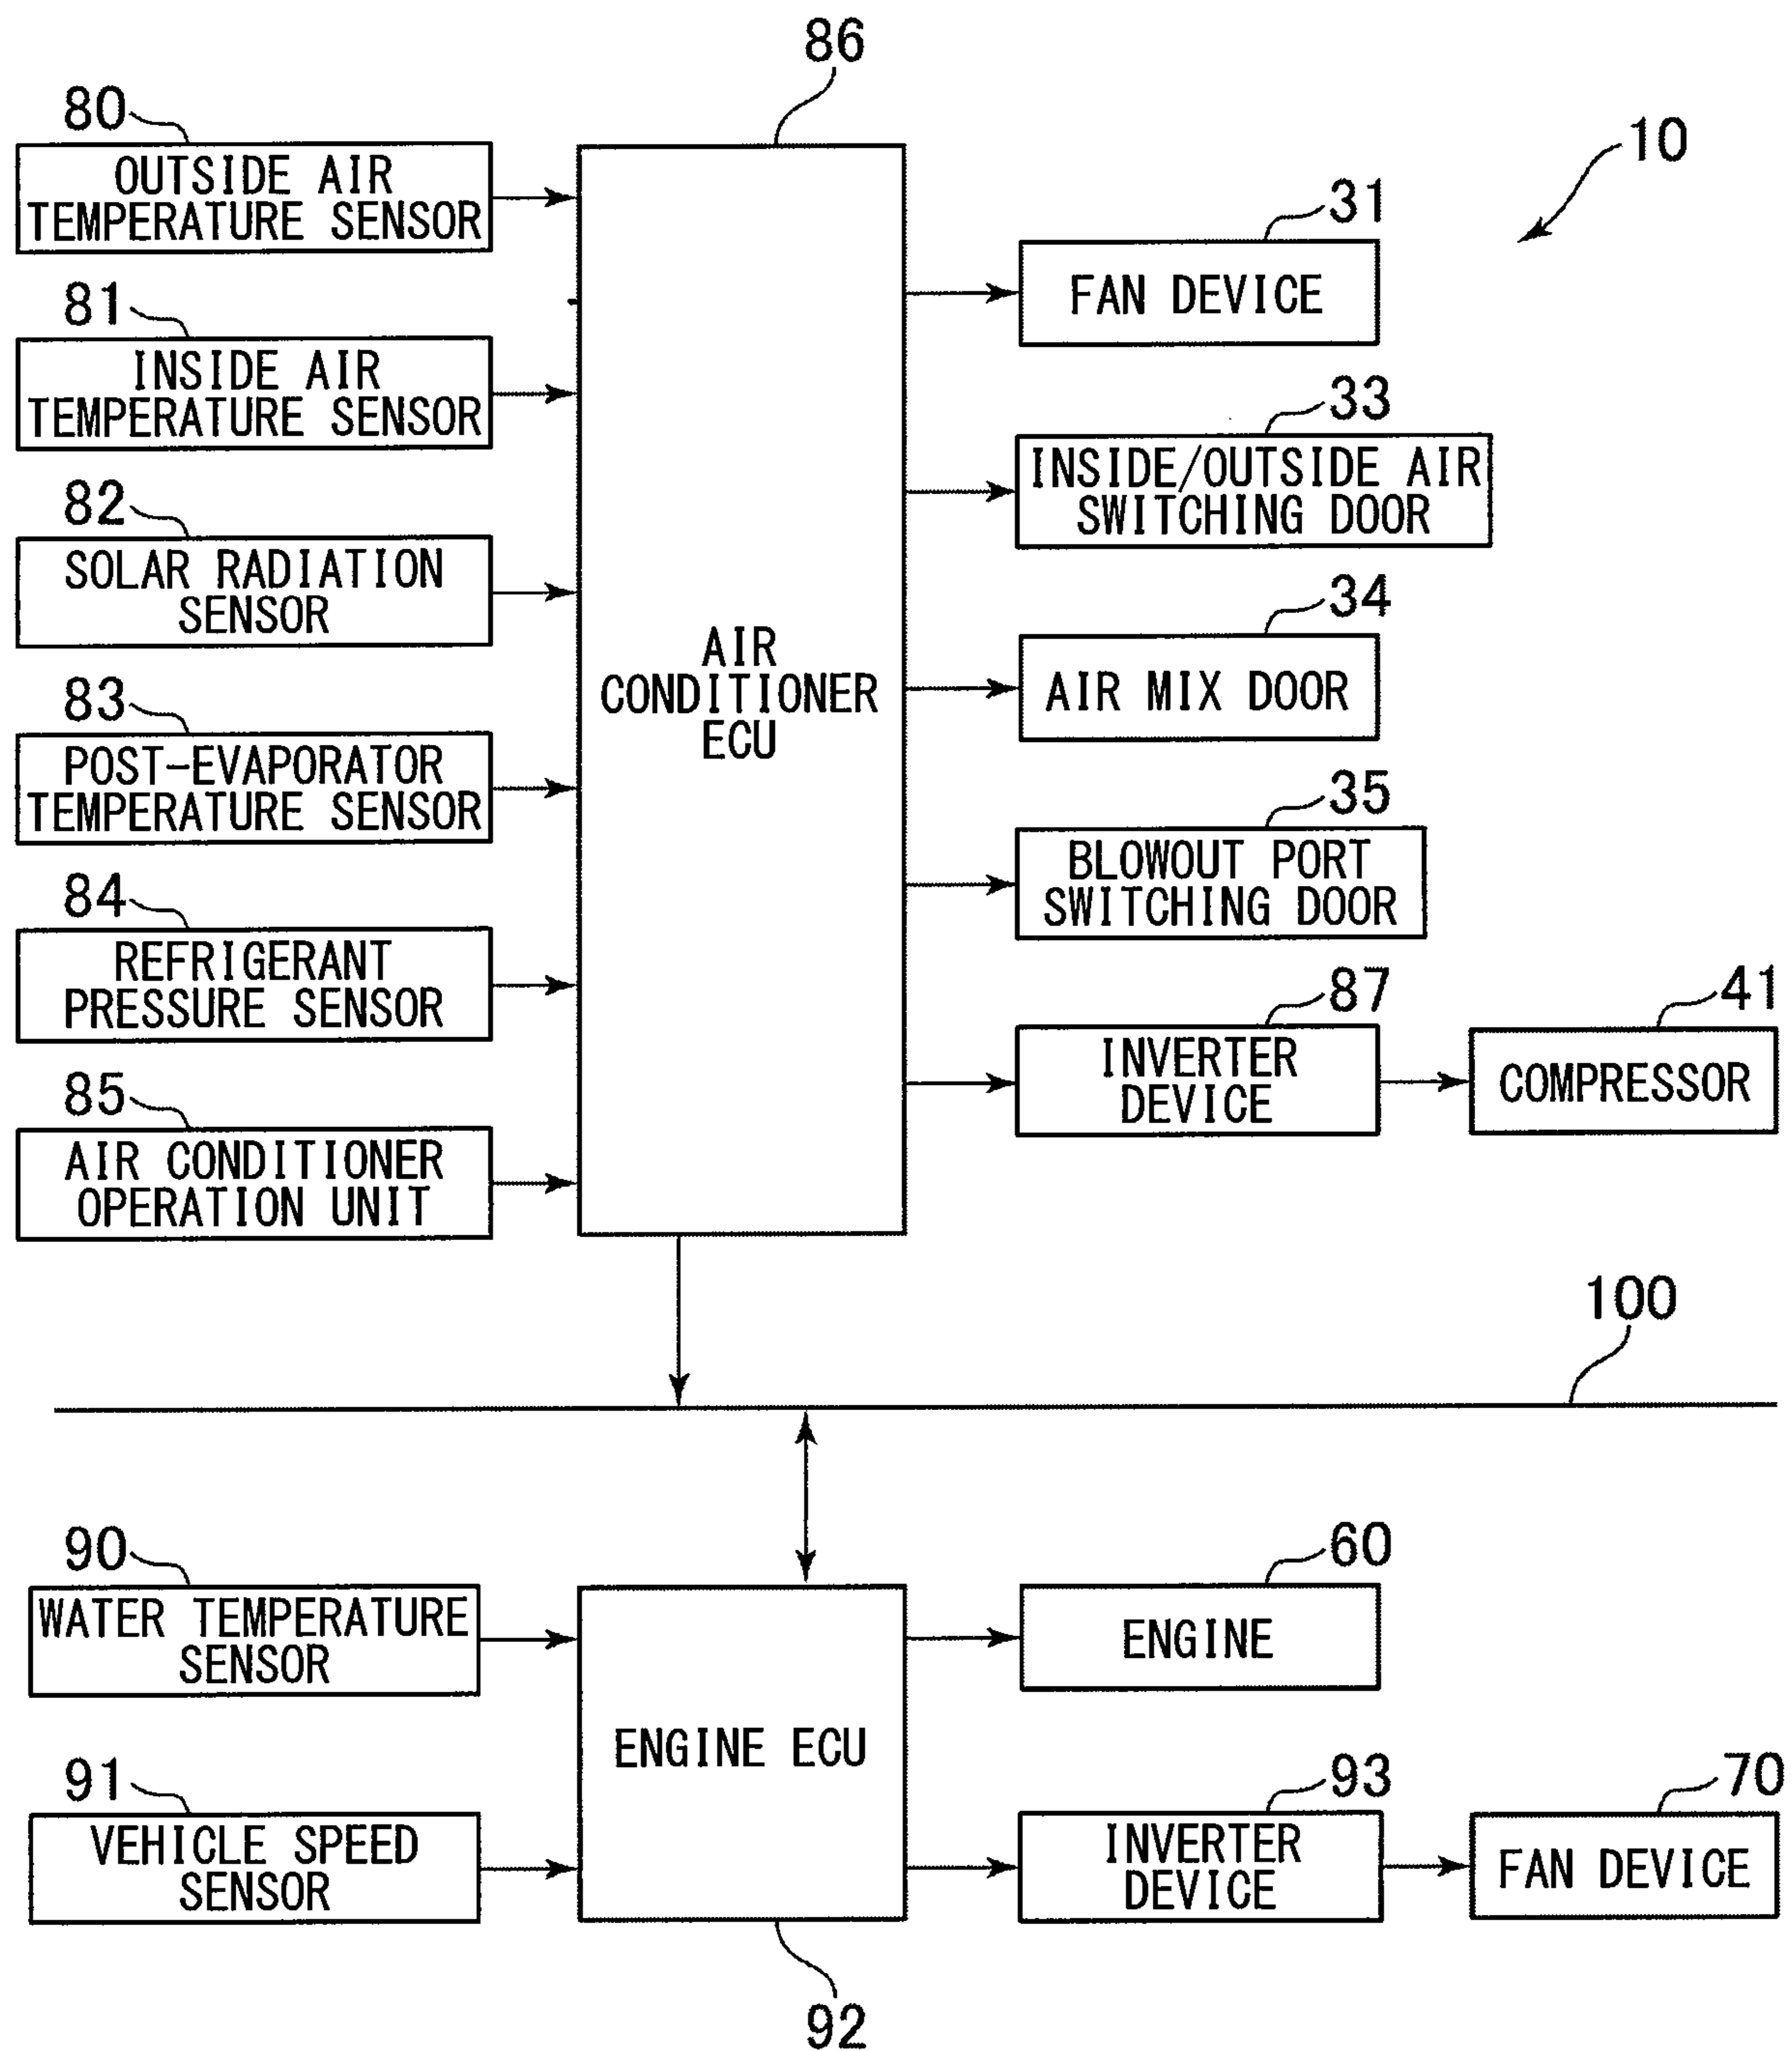 86
10
80
OUTSIDE AIR
TEMPERATURE SENSOR
81
INSIDE AIR
TEMPERATURE SENSOR
82
SOLAR RADIATION
SENSOR
83
POST-EVAPORATOR
TEMPERATURE SENSOR
84
REFRIGERANT
PRESSURE SENSOR
85
AIR CONDITIONER
OPERATION UNIT
AIR
CONDITIONER
ECU
31
FAN DEVICE
33
INSIDE/OUTSIDE AIR
SWITCHING DOOR
34
AIR MIX DOOR
35
BLOWOUT PORT
SWITCHING DOOR
87
INVERTER
DEVICE
41
COMPRESSOR
100
90
WATER TEMPERATURE
SENSOR
91
VEHICLE SPEED
SENSOR
ENGINE ECU
92
60
ENGINE
93
INVERTER
DEVICE
70
FAN DEVICE